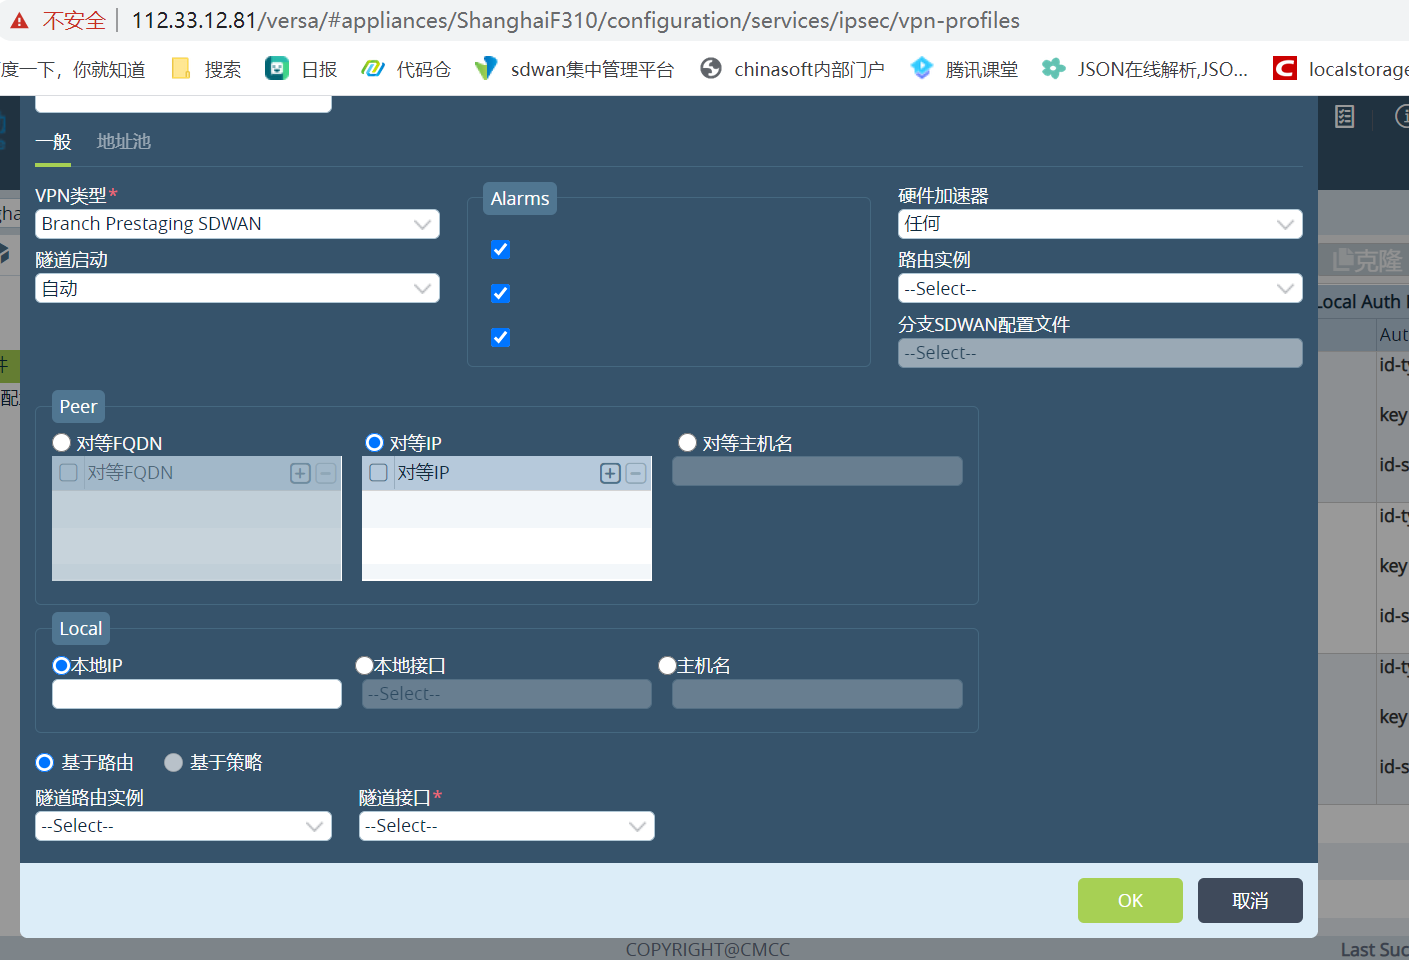 不安全 112.33.12.81/versa/#appliances/ShanghaiF310/configuration/services/ipsec/vpn-profiles
度一下，你就知道 搜索 日报 代码仓 sdwan集中管理平台 chinasoft内部门户 腾讯课堂 JSON在线解析,JSO... localstorage
一般 地址池
VPN类型* Alarms 硬件加速器
Branch Prestaging SDWAN 任何
隧道启动 路由实例
自动 --Select--
分支SDWAN配置文件
--Select--
克隆
Local Auth
Aut
id-ty
key
id-s
id-ty
key
id-s
id-ty
key
id-s
Peer
对等FQDN 对等IP 对等主机名
对等FQDN 对等IP
Local
本地IP 本地接口 主机名
--Select--
基于路由 基于策略
隧道路由实例 隧道接口*
--Select-- --Select--
OK 取消
COPYRIGHT@CMCC Last Suc